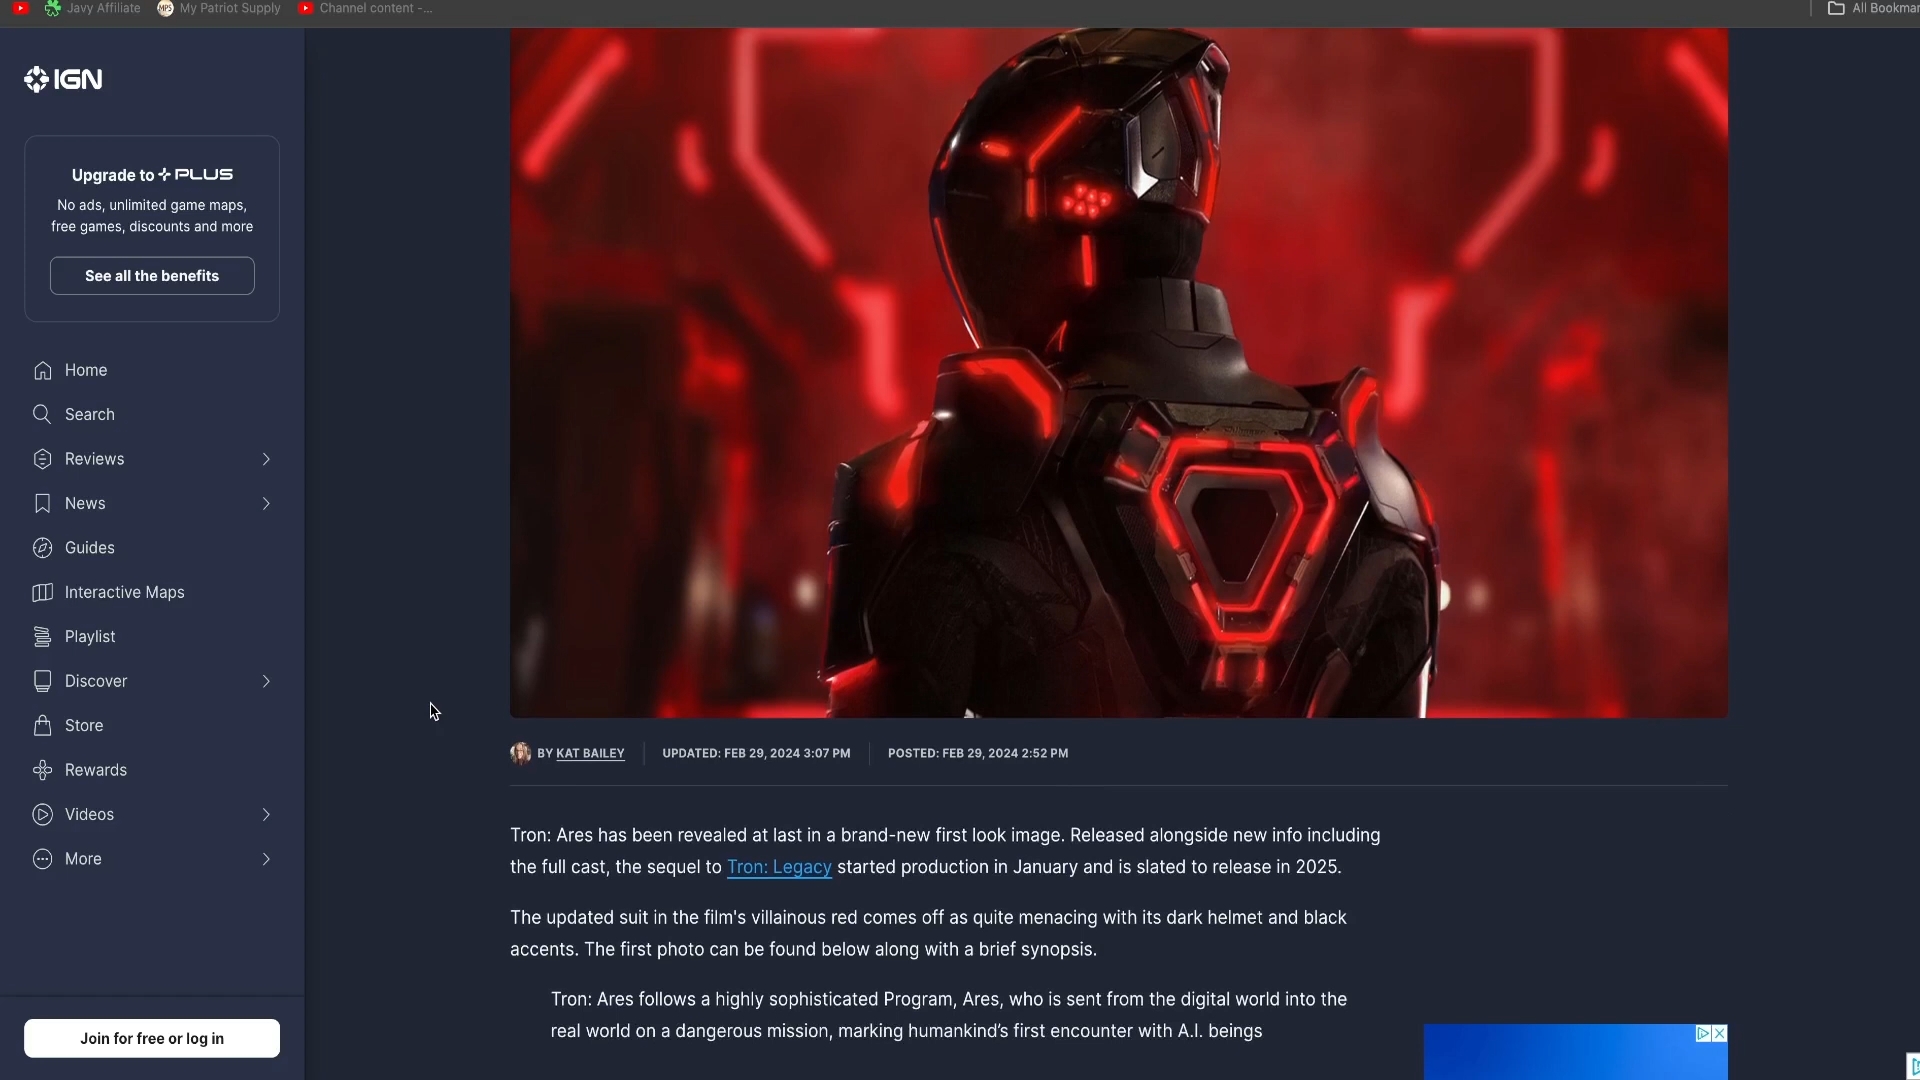 Javy Affiliate
My Patriot Supply
Channel content -...
IGN
Upgrade to PLUS
No ads, unlimited game maps,
free games, discounts and more
See all the benefits
Home
Search
Reviews
News
Guides
Interactive Maps
Playlist
Discover
Store
Rewards
Videos
More
Join for free or log in
BY KAT BAILEY
UPDATED: FEB 29, 2024 3:07 PM
POSTED: FEB 29, 2024 2:52 PM
Tron: Ares has been revealed at last in a brand-new first look image. Released alongside new info including
the full cast, the sequel to Tron: Legacy started production in January and is slated to release in 2025.
The updated suit in the film's villainous red comes off as quite menacing with its dark helmet and black
accents. The first photo can be found below along with a brief synopsis.
Tron: Ares follows a highly sophisticated Program, Ares, who is sent from the digital world into the
real world on a dangerous mission, marking humankind’s first encounter with A.I. beings